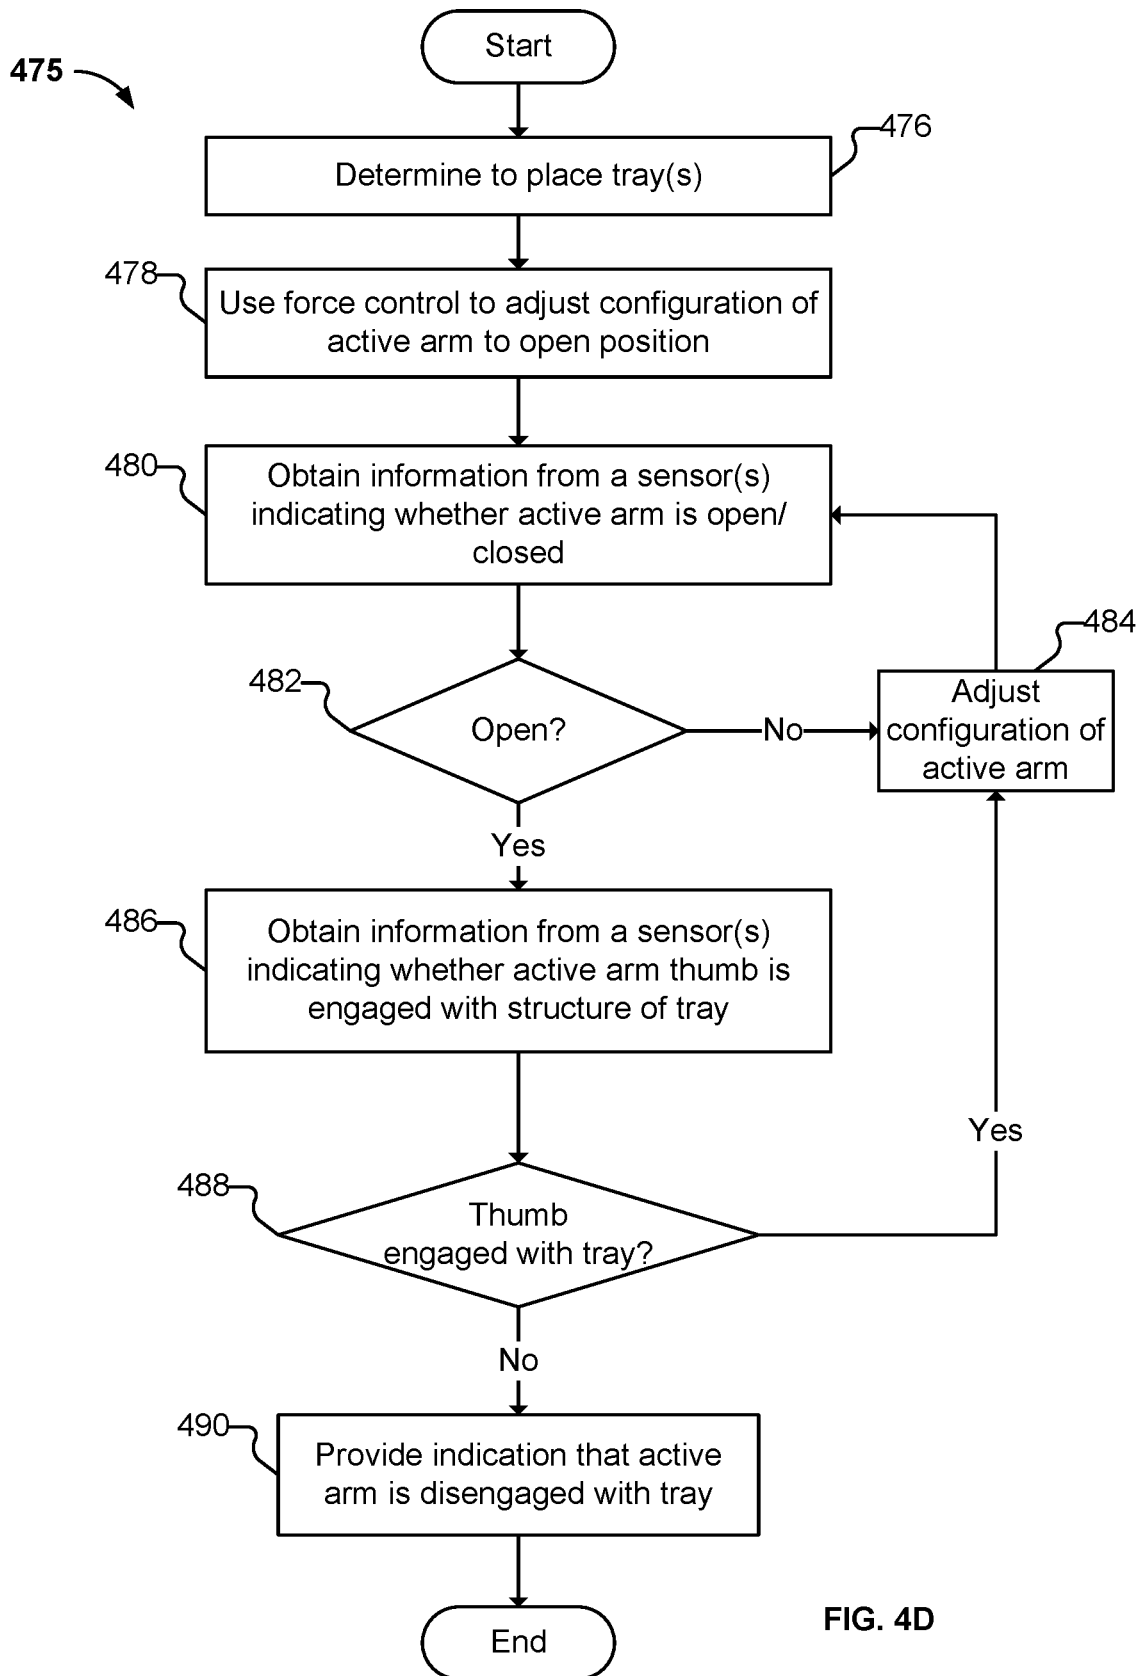 Start
475
476
Determine to place tray(s)
478
Use force control to adjust configuration of
active arm to open position
480
Obtain information from a sensor(s)
indicating whether active arm is open/
closed
484
482
Open?
No
Adjust
configuration of
active arm
Yes
486
Obtain information from a sensor(s)
indicating whether active arm thumb is
engaged with structure of tray
Yes
488
Thumb
engaged with tray?
No
490
Provide indication that active
arm is disengaged with tray
FIG. 4D
End